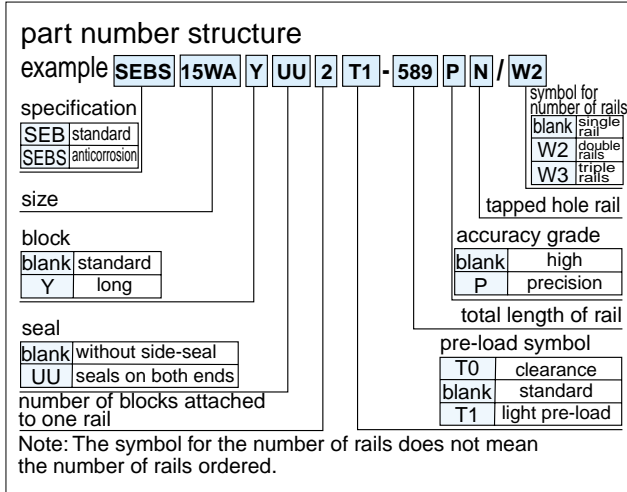 part number structure
example SEBS 15WA Y UU 2 T1 - 589 P N / W2
specification
SEB standard
SEBS anticorrosion
size
block
blank standard
Y long
seal
blank without side-seal
UU seals on both ends
number of blocks attached
to one rail
symbol for
number of rails
blank single
rail
W2 double
rails
W3 triple
rails
tapped hole rail
accuracy grade
blank high
P precision
total length of rail
pre-load symbol
T0 clearance
blank standard
T1 light pre-load
Note: The symbol for the number of rails does not mean
the number of rails ordered.